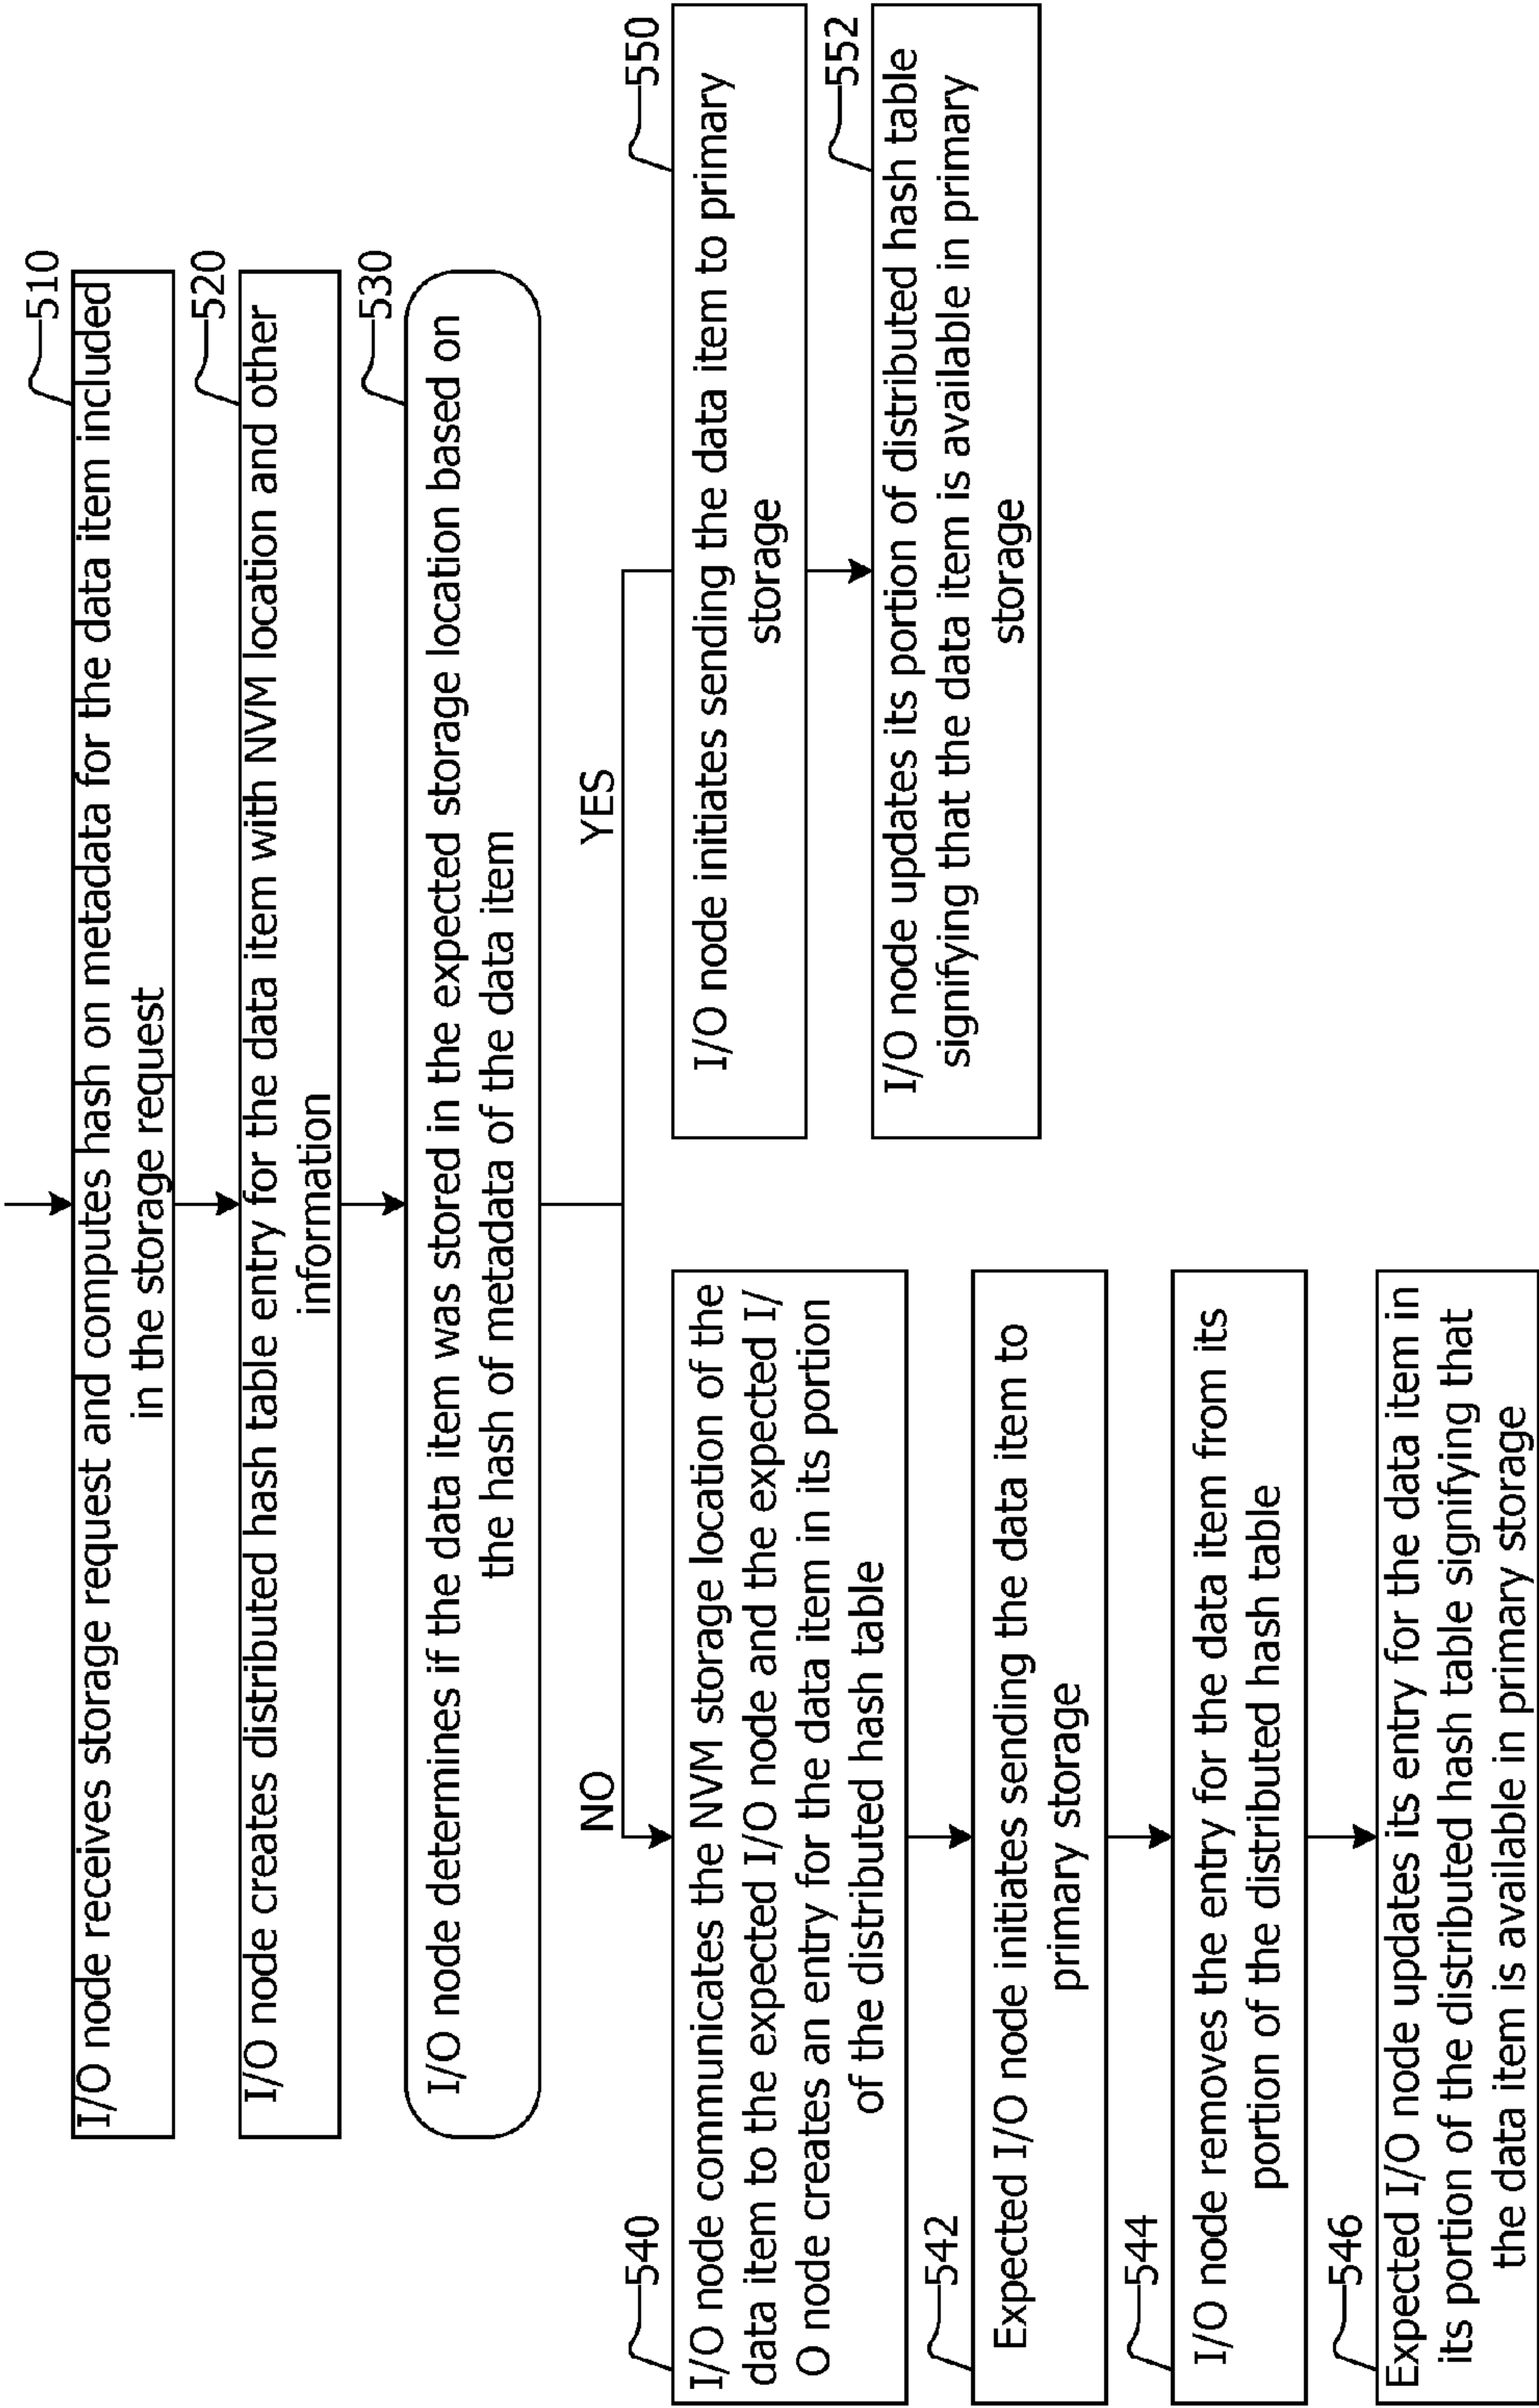 510
I/O node receives storage request and computes hash on metadata for the data item included
in the storage request
520
I/O node creates distributed hash table entry for the data item with NVM location and other
information
530
I/O node determines if the data item was stored in the expected storage location based on
the hash of metadata of the data item
NO
YES
540
I/O node communicates the NVM storage location of the
data item to the expected I/O node and the expected I/
O node creates an entry for the data item in its portion
of the distributed hash table
542
Expected I/O node initiates sending the data item to
primary storage
544
I/O node removes the entry for the data item from its
portion of the distributed hash table
546
Expected I/O node updates its entry for the data item in
its portion of the distributed hash table signifying that
the data item is available in primary storage
550
I/O node initiates sending the data item to primary
storage
552
I/O node updates its portion of distributed hash table
signifying that the data item is available in primary
storage